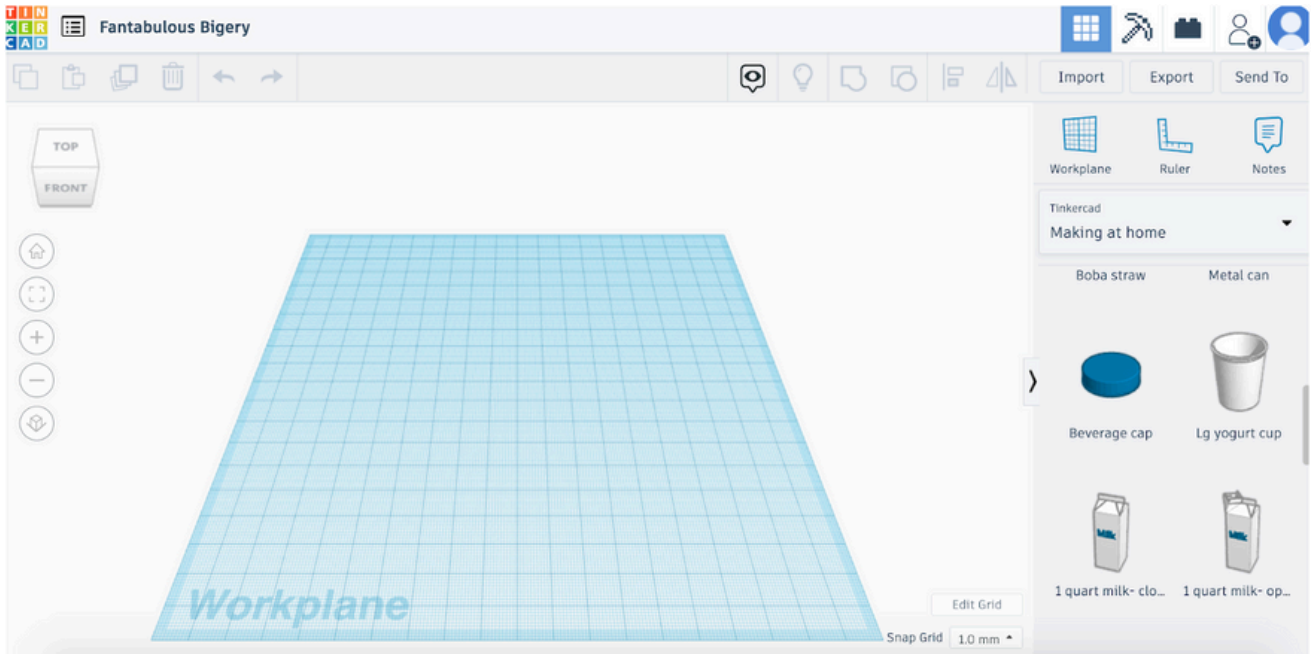 TIN
KER
CAD
Fantabulous Bigery
Import
Export
Send To
TOP
FRONT
Workplane
Ruler
Notes
Tinkercad
Making at home
Boba straw
Metal can
Beverage cap
Lg yogurt cup
Milk
Milk
1 quart milk- clo...
1 quart milk- op...
Workplane
Edit Grid
Snap Grid
1.0 mm